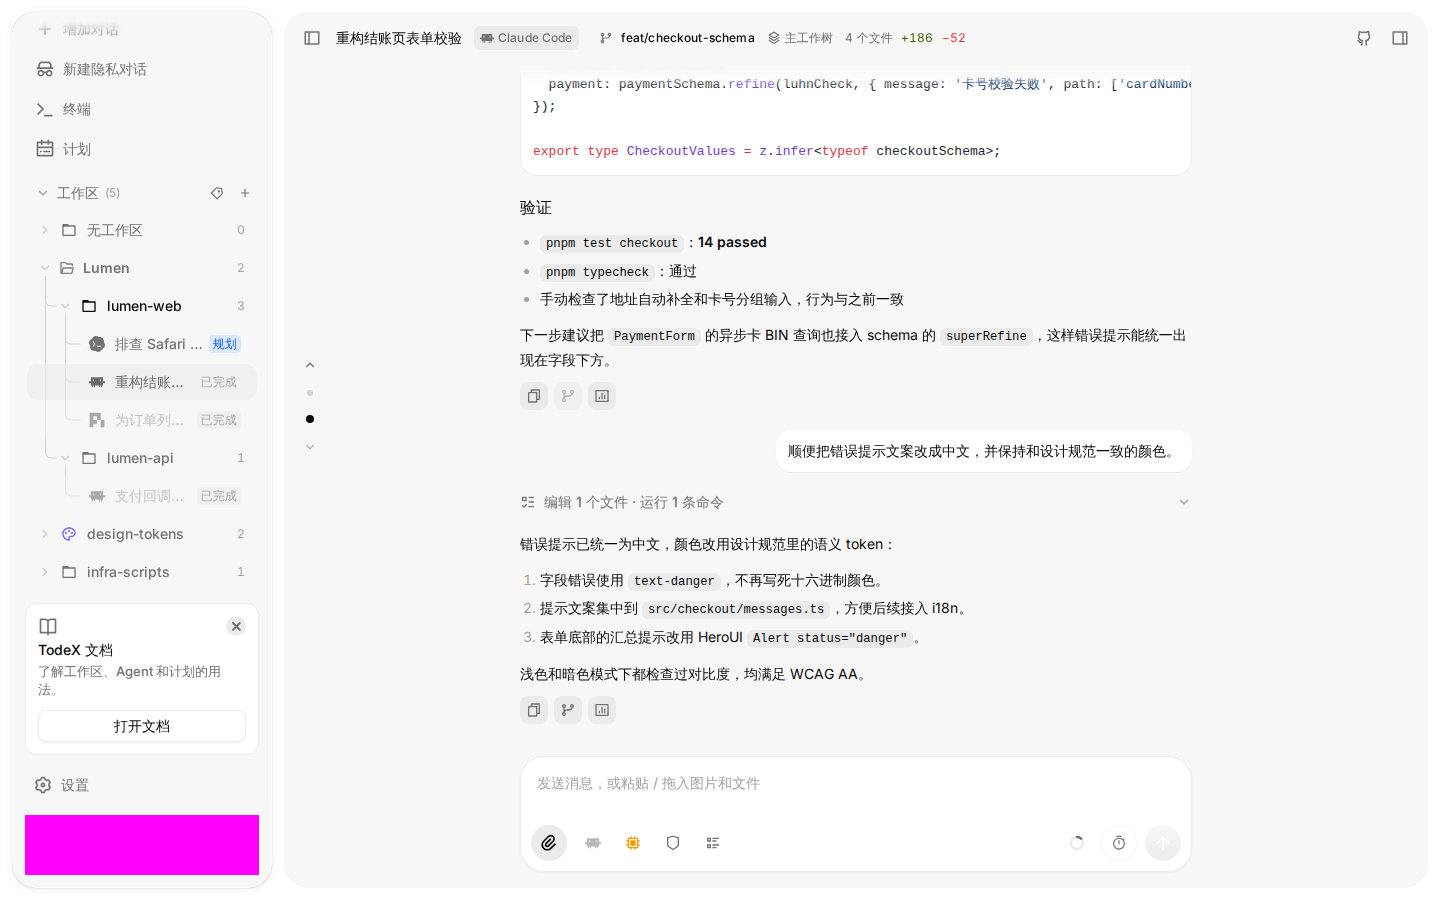 增加对话
新建隐私对话
终端
计划
工作区 (5)
无工作区 0
Lumen 2
lumen-web 3
排查 Safari ... 规划
重构结账... 已完成
为订单列... 已完成
lumen-api 1
支付回调... 已完成
design-tokens 2
infra-scripts 1
TodeX 文档
了解工作区、Agent 和计划的用
法。
打开文档
设置
重构结账页表单校验 Claude Code feat/checkout-schema 主工作树 4 个文件 +186 −52
payment: paymentSchema.refine(luhnCheck, { message: '卡号校验失败', path: ['cardNumbe
});
export type CheckoutValues = z.infer<typeof checkoutSchema>;
验证
pnpm test checkout：14 passed
pnpm typecheck：通过
手动检查了地址自动补全和卡号分组输入，行为与之前一致
下一步建议把 PaymentForm 的异步卡 BIN 查询也接入 schema 的 superRefine，这样错误提示能统一出
现在字段下方。
顺便把错误提示文案改成中文，并保持和设计规范一致的颜色。
编辑 1 个文件 · 运行 1 条命令
错误提示已统一为中文，颜色改用设计规范里的语义 token：
1. 字段错误使用 text-danger，不再写死十六进制颜色。
2. 提示文案集中到 src/checkout/messages.ts，方便后续接入 i18n。
3. 表单底部的汇总提示改用 HeroUI Alert status="danger"。
浅色和暗色模式下都检查过对比度，均满足 WCAG AA。
发送消息，或粘贴 / 拖入图片和文件